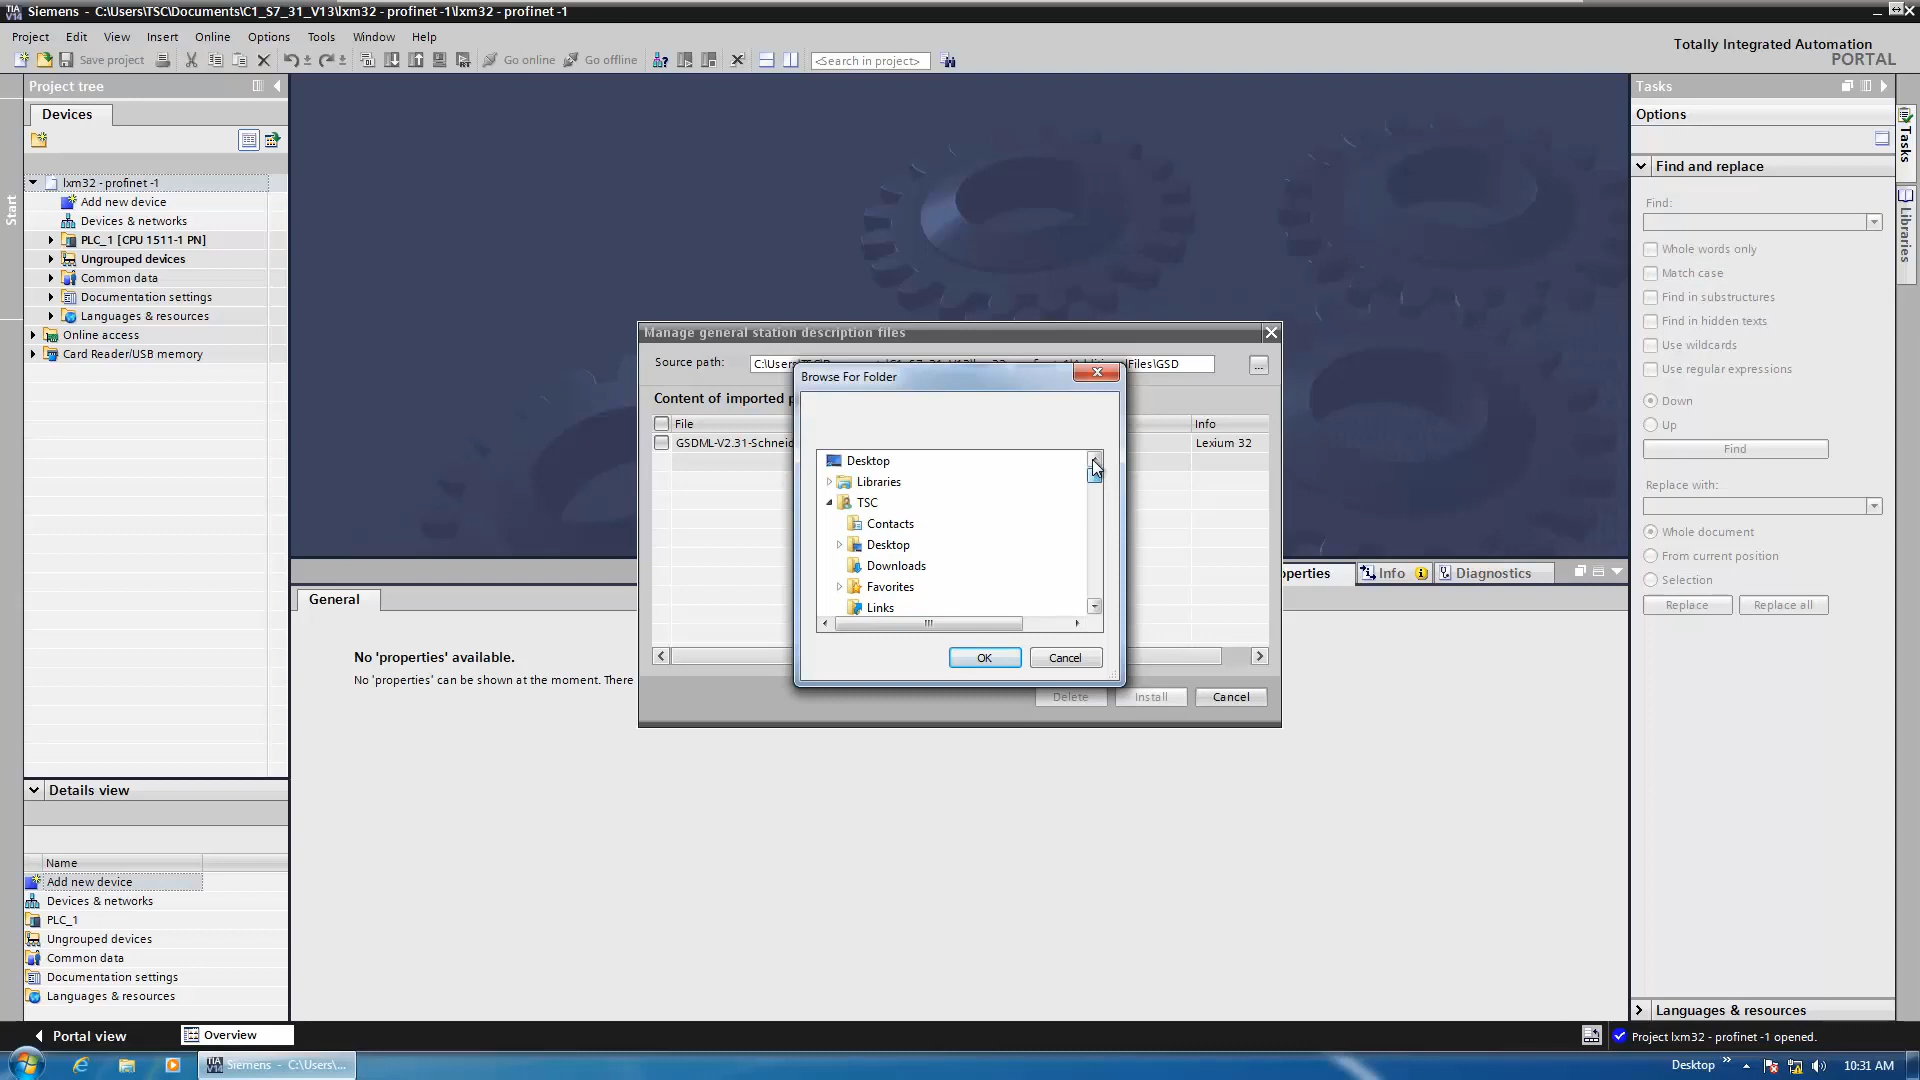 Siemens - C:\Users\TSC\Documents\C1_S7_31_V13\lxm32 - profinet -1\lxm32 - profinet -1
Project Edit View Insert Online Options Tools Window Help
Totally Integrated Automation
PORTAL
Save project
Go online
Go offline
<Search in project>
Project tree
Devices
Start
lxm32 - profinet -1
Add new device
Devices & networks
PLC_1 [CPU 1511-1 PN]
Ungrouped devices
Common data
Documentation settings
Languages & resources
Online access
Card Reader/USB memory
Details view
Name
Add new device
Devices & networks
PLC_1
Ungrouped devices
Common data
Documentation settings
Languages & resources
Manage general station description files
Source path:
C:\Users
Files\GSD
...
Content of imported p
File
Info
GSDML-V2.31-Schneid
Lexium 32
Delete
Install
Cancel
Browse For Folder
Desktop
Libraries
TSC
Contacts
Desktop
Downloads
Favorites
Links
OK
Cancel
operties
Info
Diagnostics
General
No 'properties' available.
No 'properties' can be shown at the moment. There
Tasks
Options
Find and replace
Find:
Whole words only
Match case
Find in substructures
Find in hidden texts
Use wildcards
Use regular expressions
Down
Up
Find
Replace with:
Whole document
From current position
Selection
Replace
Replace all
Languages & resources
Tasks
Libraries
Portal view
Overview
Project lxm32 - profinet -1 opened.
Siemens - C:\Users\...
Desktop
10:31 AM